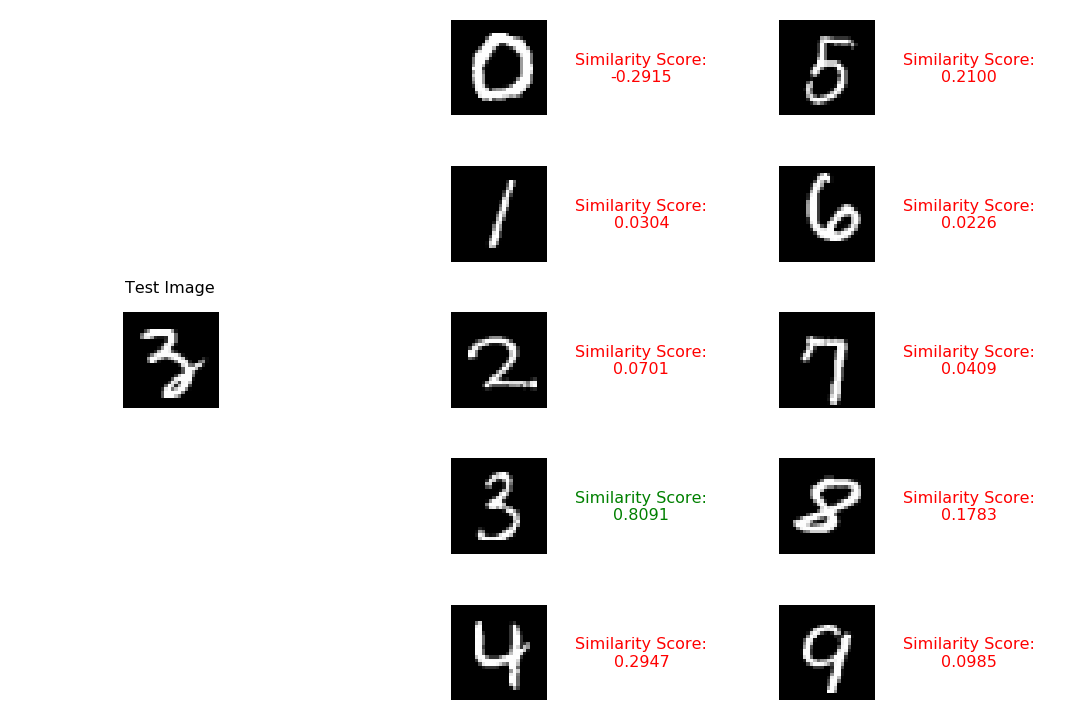 Test Image
3
0
Similarity Score:
-0.2915
1
Similarity Score:
0.0304
2
Similarity Score:
0.0701
3
Similarity Score:
0.8091
4
Similarity Score:
0.2947
5
Similarity Score:
0.2100
6
Similarity Score:
0.0226
7
Similarity Score:
0.0409
8
Similarity Score:
0.1783
9
Similarity Score:
0.0985